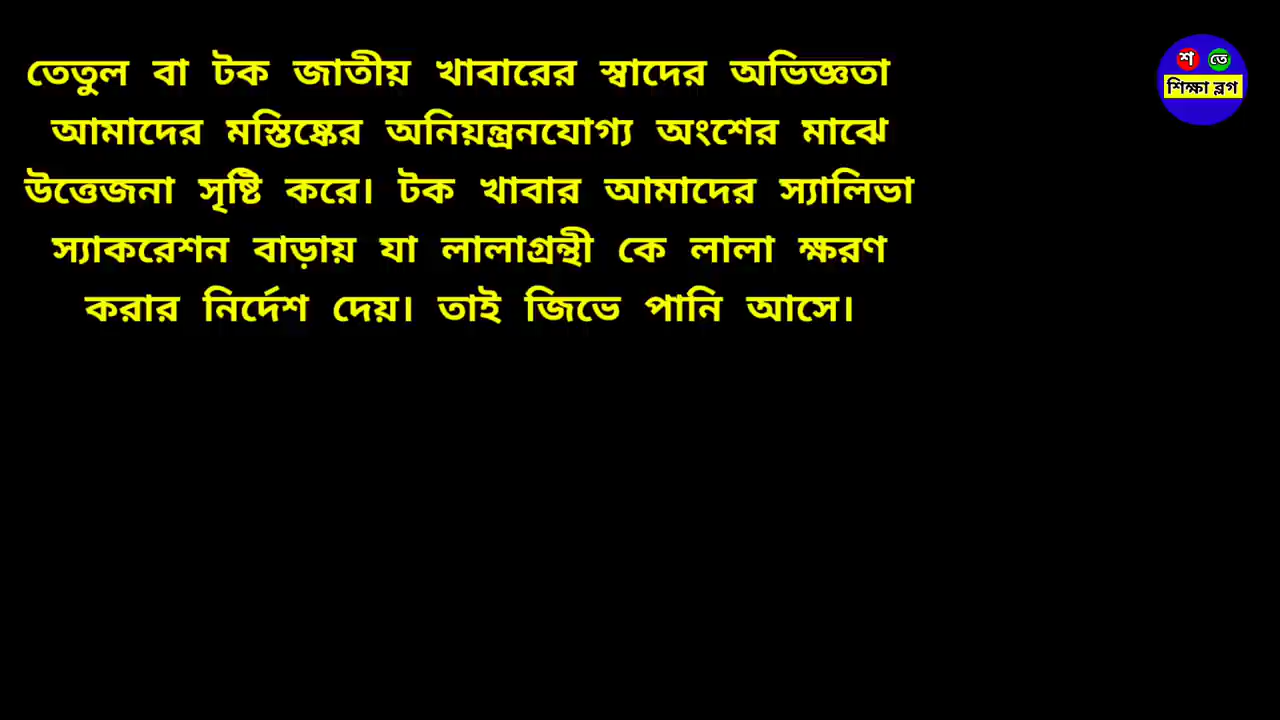 তেতুল বা টক জাতীয় খাবারের স্বাদের অভিজ্ঞতা
আমাদের মস্তিষ্কের অনিয়ন্ত্রনযোগ্য অংশের মাঝে
উত্তেজনা সৃষ্টি করে। টক খাবার আমাদের স্যালিভা
স্যাকরেশন বাড়ায় যা লালাগ্রন্থী কে লালা ক্ষরণ
করার নির্দেশ দেয়। তাই জিভে পানি আসে।
শ তে
শিক্ষা ব্লগ